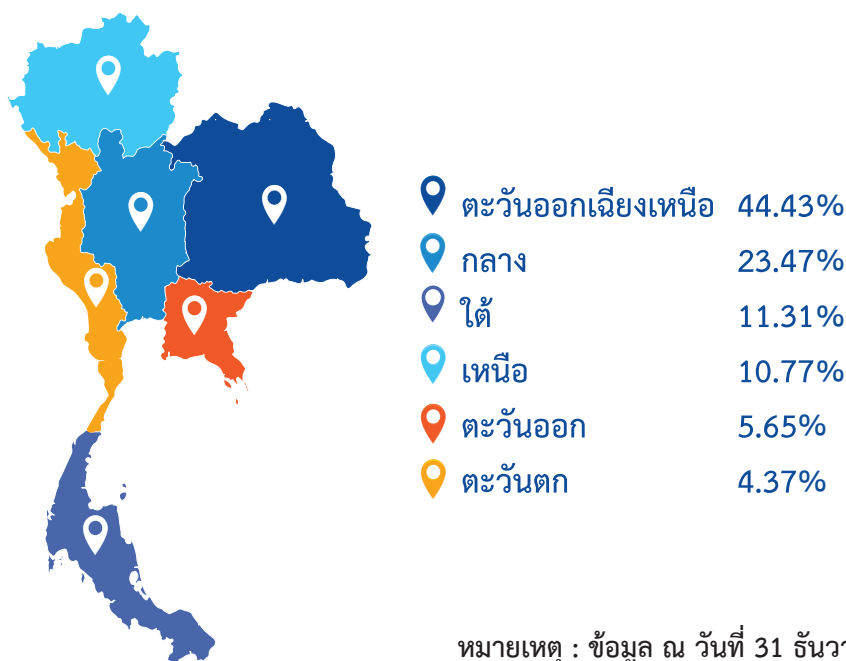 ตะวันออกเฉียงเหนือ 44.43%
กลาง 23.47%
ใต้ 11.31%
เหนือ 10.77%
ตะวันออก 5.65%
ตะวันตก 4.37%
หมายเหตุ : ข้อมูล ณ วันที่ 31